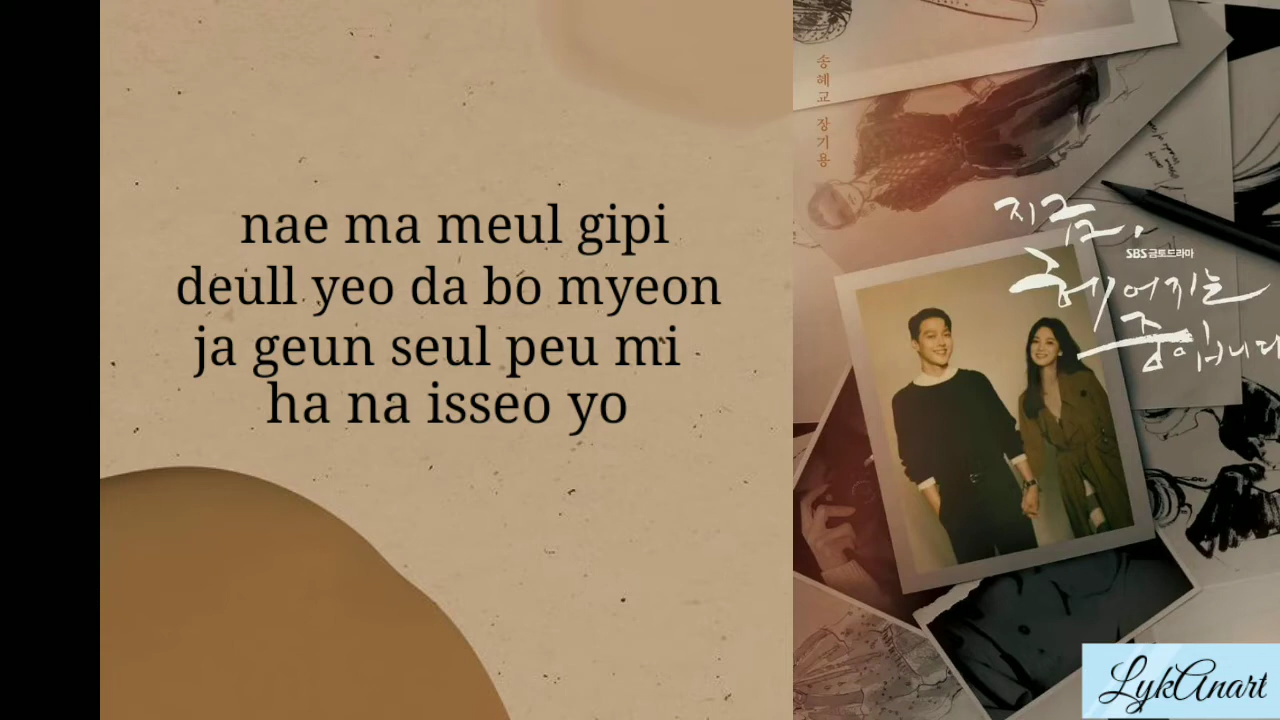 nae ma meul gipi
deull yeo da bo myeon
ja geun seul peu mi
ha na isseo yo
송혜교 장기용
지금,
SBS 금토드라마
헤어지는
중입니다
LykAnart